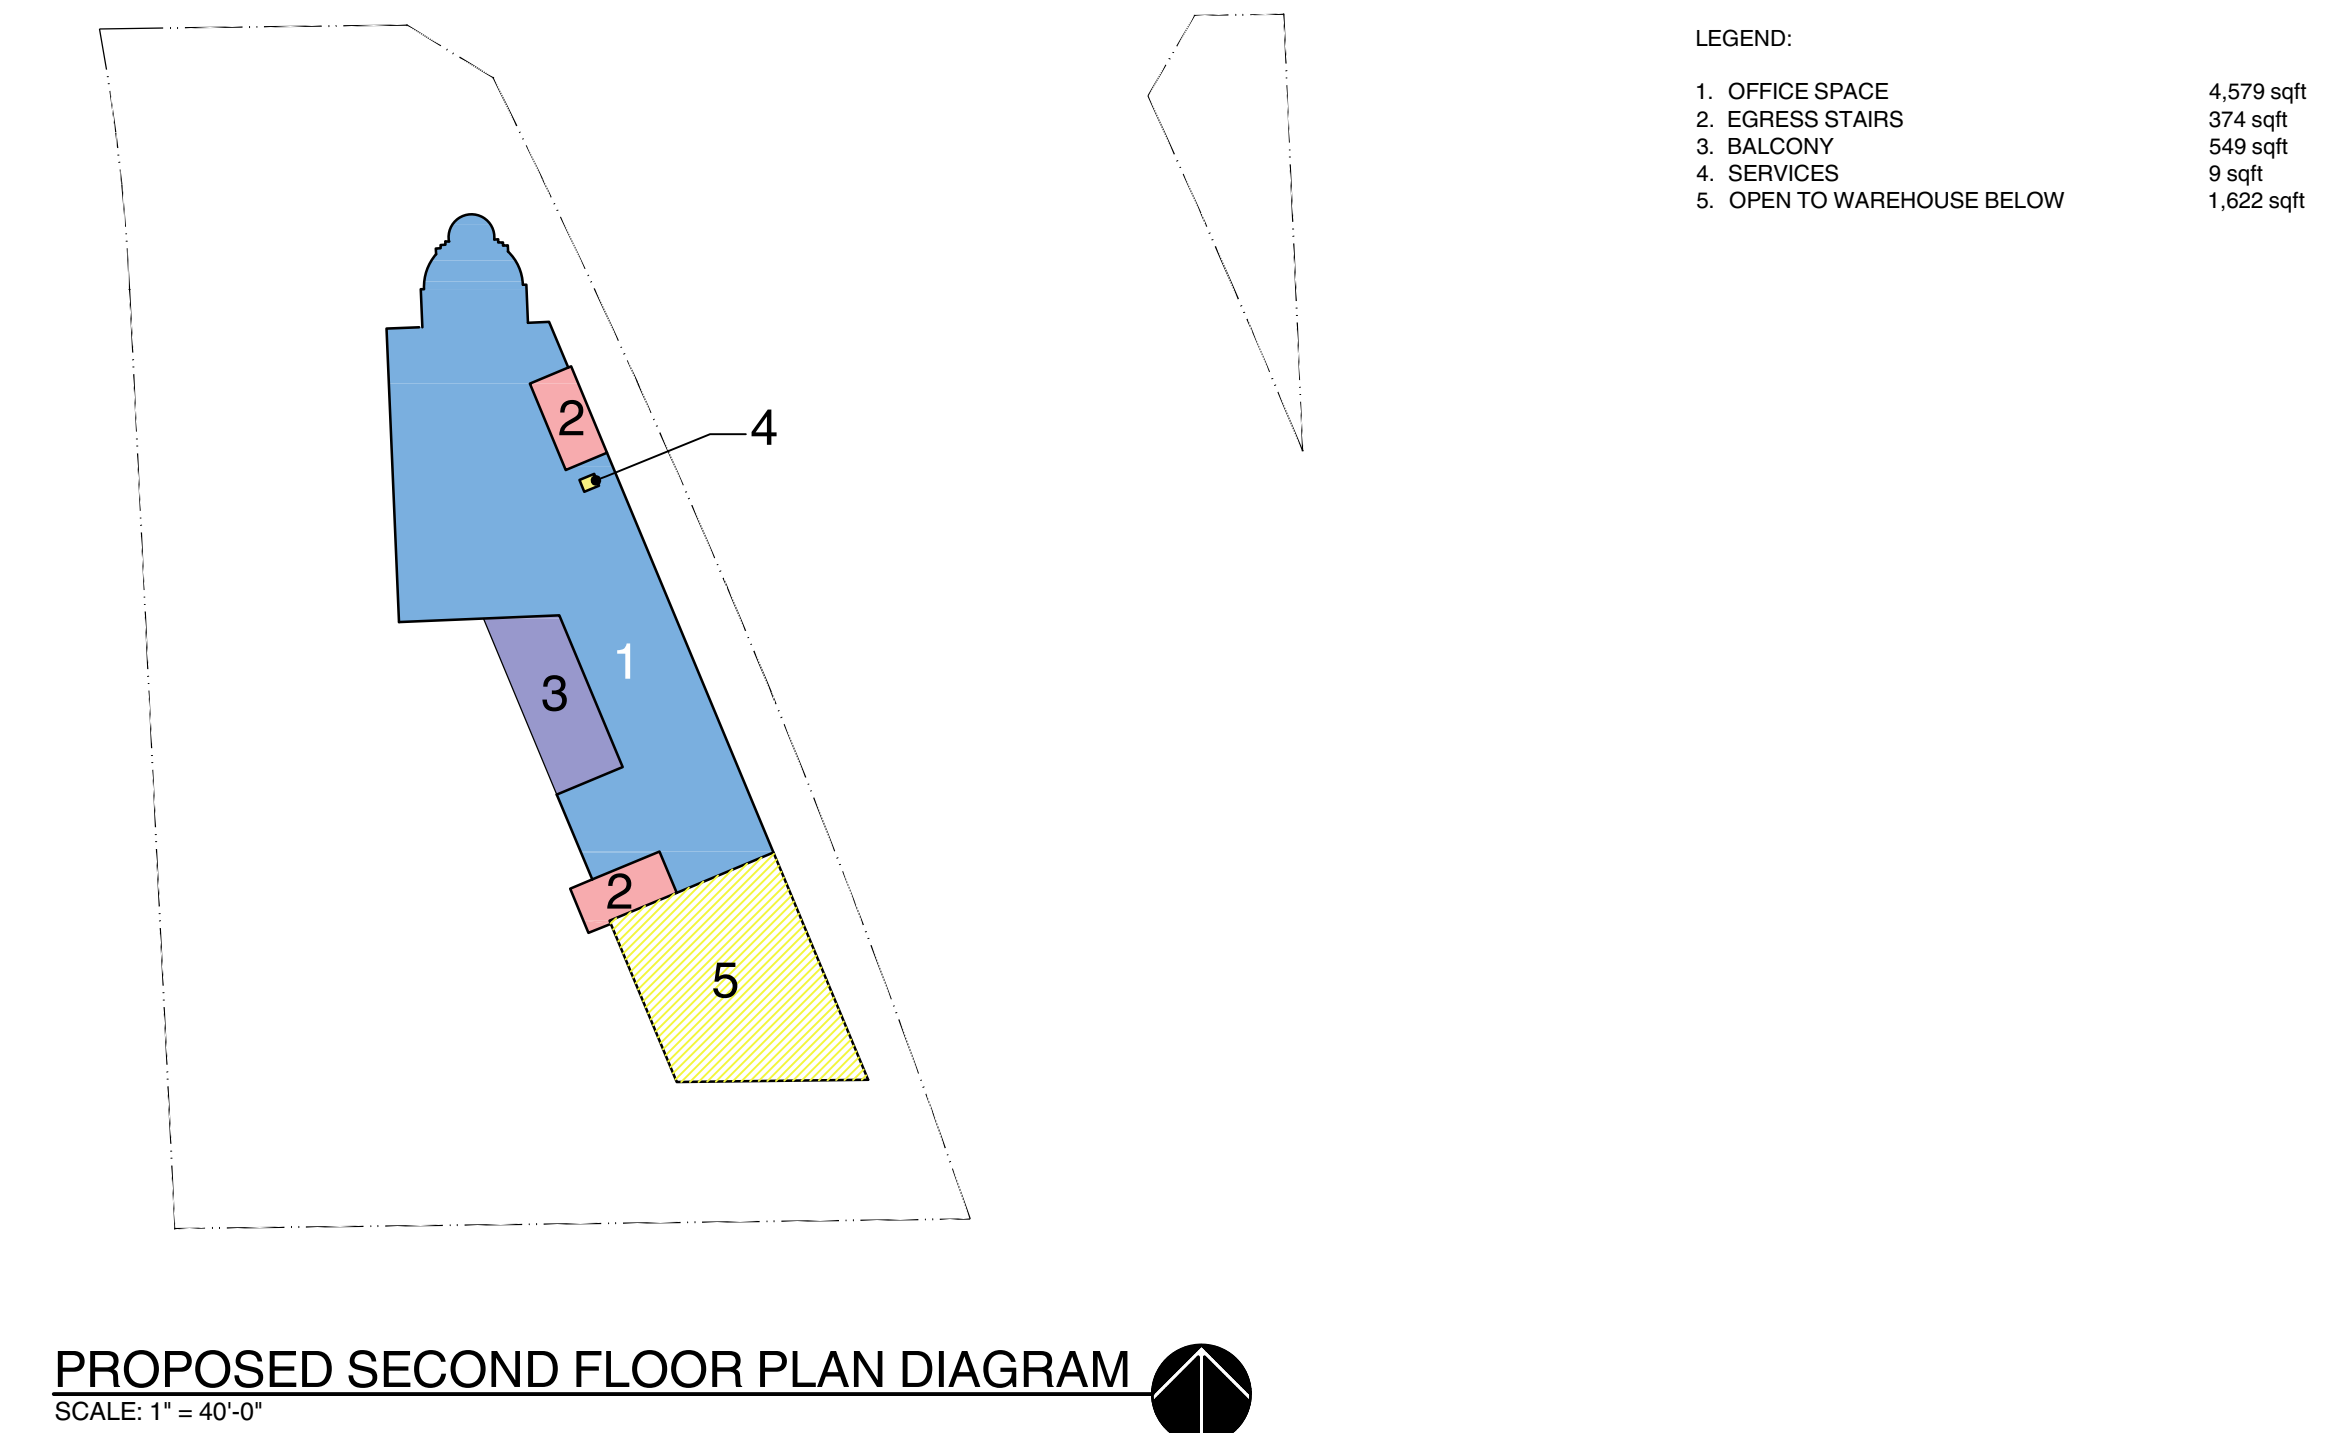 LEGEND:
1. OFFICE SPACE 4,579 sqft
2. EGRESS STAIRS 374 sqft
3. BALCONY 549 sqft
4. SERVICES 9 sqft
5. OPEN TO WAREHOUSE BELOW 1,622 sqft
2
4
1
3
2
5
PROPOSED SECOND FLOOR PLAN DIAGRAM
SCALE: 1" = 40'-0"